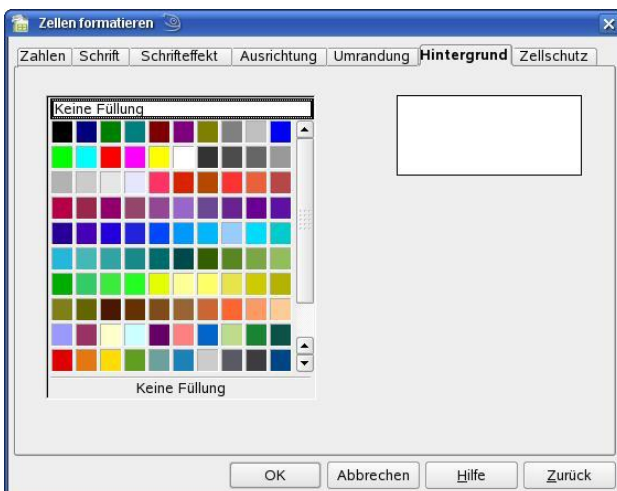 Zellen formatieren
Zahlen Schrift Schrifteffekt Ausrichtung Umrandung Hintergrund Zellschutz
Keine Füllung
Keine Füllung
OK Abbrechen Hilfe Zurück